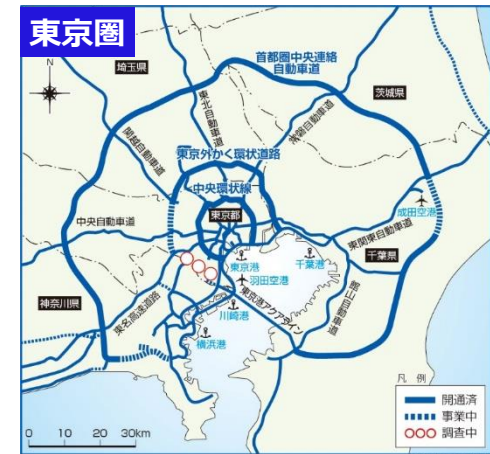 東京圏
首都圏中央連絡
自動車道
埼玉県
N
茨城県
東北自動車道
常磐自動車道
関越自動車道
東京外かく環状道路
中央環状線
東京都
成田空港
中央自動車道
東関東自動車道
東京港
千葉港
千葉県
羽田空港
神奈川県
東名高速道路
川崎港
東京港アクアライン
館山自動車道
横浜港
凡 例
開通済
事業中
調査中
0 10 20 30km